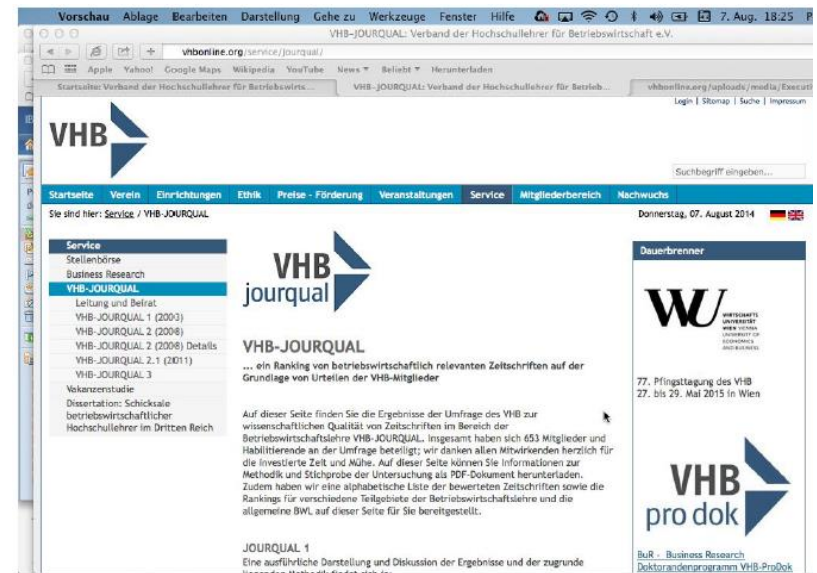 Vorschau Ablage Bearbeiten Darstellung Gehe zu Werkzeuge Fenster Hilfe 7. Aug. 18:25
VHB-JOURQUAL: Verband der Hochschullehrer für Betriebswirtschaft e.V.
vhbonline.org/service/jourqual/
Apple Yahoo! Google Maps Wikipedia YouTube News Beliebt Herunterladen
Startseite: Verband der Hochschullehrer für Betriebswirts...
VHB-JOURQUAL: Verband der Hochschullehrer für Betrieb...
vhbonline.org/uploads/media/Executi
Login | Sitemap | Suche | Impressum
VHB
Suchbegriff eingeben...
Startseite Verein Einrichtungen Ethik Preise - Förderung Veranstaltungen Service Mitgliederbereich Nachwuchs
Sie sind hier: Service / VHB-JOURQUAL
Donnerstag, 07. August 2014
Service
Stellenbörse
Business Research
VHB-JOURQUAL
Leitung und Beirat
VHB-JOURQUAL 1 (2003)
VHB-JOURQUAL 2 (2008)
VHB-JOURQUAL 2 (2008) Details
VHB-JOURQUAL 2.1 (2011)
VHB-JOURQUAL 3
Vakanzenstudie
Dissertation: Schicksale
betriebswirtschaftlicher
Hochschullehrer im Dritten Reich
VHB
jourqual
VHB-JOURQUAL
... ein Ranking von betriebswirtschaftlich relevanten Zeitschriften auf der
Grundlage von Urteilen der VHB-Mitglieder
Auf dieser Seite finden Sie die Ergebnisse der Umfrage des VHB zur
wissenschaftlichen Qualität von Zeitschriften im Bereich der
Betriebswirtschaftslehre VHB-JOURQUAL. Insgesamt haben sich 653 Mitglieder und
Habilitierende an der Umfrage beteiligt; wir danken allen Mitwirkenden herzlich für
die investierte Zeit und Mühe. Auf dieser Seite können Sie Informationen zur
Methodik und Stichprobe der Untersuchung als PDF-Dokument herunterladen.
Zudem haben wir eine alphabetische Liste der bewerteten Zeitschriften sowie die
Rankings für verschiedene Teilgebiete der Betriebswirtschaftslehre und die
allgemeine BWL auf dieser Seite für Sie bereitgestellt.
JOURQUAL 1
Eine ausführliche Darstellung und Diskussion der Ergebnisse und der zugrunde
Dauerbrenner
WU
WIRTSCHAFTS
UNIVERSITÄT
WIEN VIENNA
UNIVERSITY OF
ECONOMICS
AND BUSINESS
77. Pfingsttagung des VHB
27. bis 29. Mai 2015 in Wien
VHB
pro dok
BuR - Business Research
Doktorandenprogramm VHB-ProDok